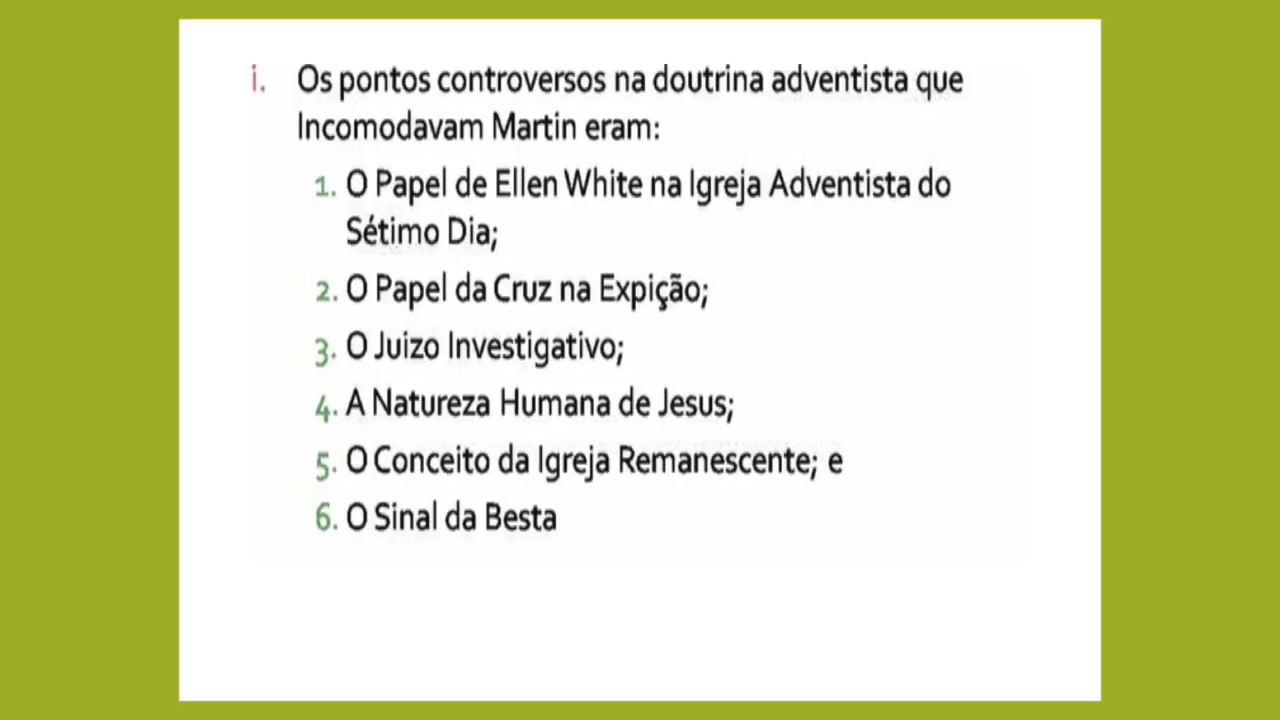 i. Os pontos controversos na doutrina adventista que
Incomodavam Martin eram:
1. O Papel de Ellen White na Igreja Adventista do
Sétimo Dia;
2. O Papel da Cruz na Expição;
3. O Juizo Investigativo;
4. A Natureza Humana de Jesus;
5. O Conceito da Igreja Remanescente; e
6. O Sinal da Besta